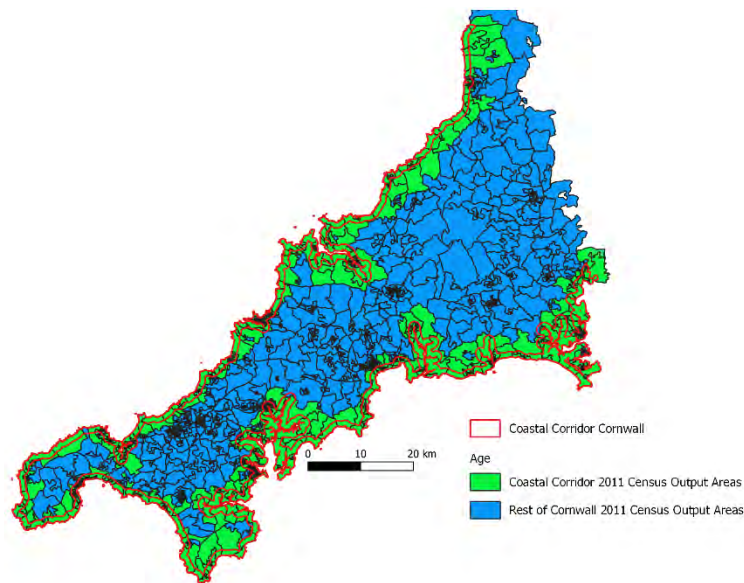 Coastal Corridor Cornwall
Age
Coastal Corridor 2011 Census Output Areas
Rest of Cornwall 2011 Census Output Areas
0 10 20 km